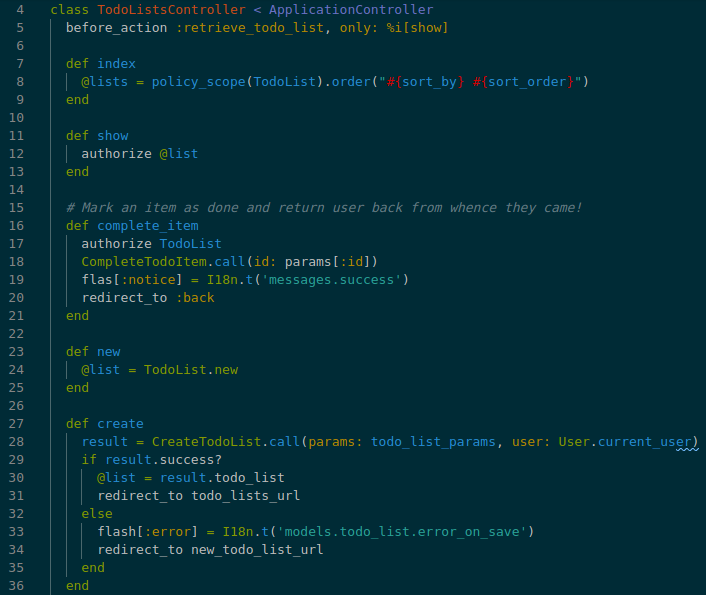 4 class TodoListsController < ApplicationController
5   before_action :retrieve_todo_list, only: %i[show]
6
7   def index
8     @lists = policy_scope(TodoList).order("#{sort_by} #{sort_order}")
9   end
10
11   def show
12     authorize @list
13   end
14
15   # Mark an item as done and return user back from whence they came!
16   def complete_item
17     authorize TodoList
18     CompleteTodoItem.call(id: params[:id])
19     flas[:notice] = I18n.t('messages.success')
20     redirect_to :back
21   end
22
23   def new
24     @list = TodoList.new
25   end
26
27   def create
28     result = CreateTodoList.call(params: todo_list_params, user: User.current_user)
29     if result.success?
30       @list = result.todo_list
31       redirect_to todo_lists_url
32     else
33       flash[:error] = I18n.t('models.todo_list.error_on_save')
34       redirect_to new_todo_list_url
35     end
36   end